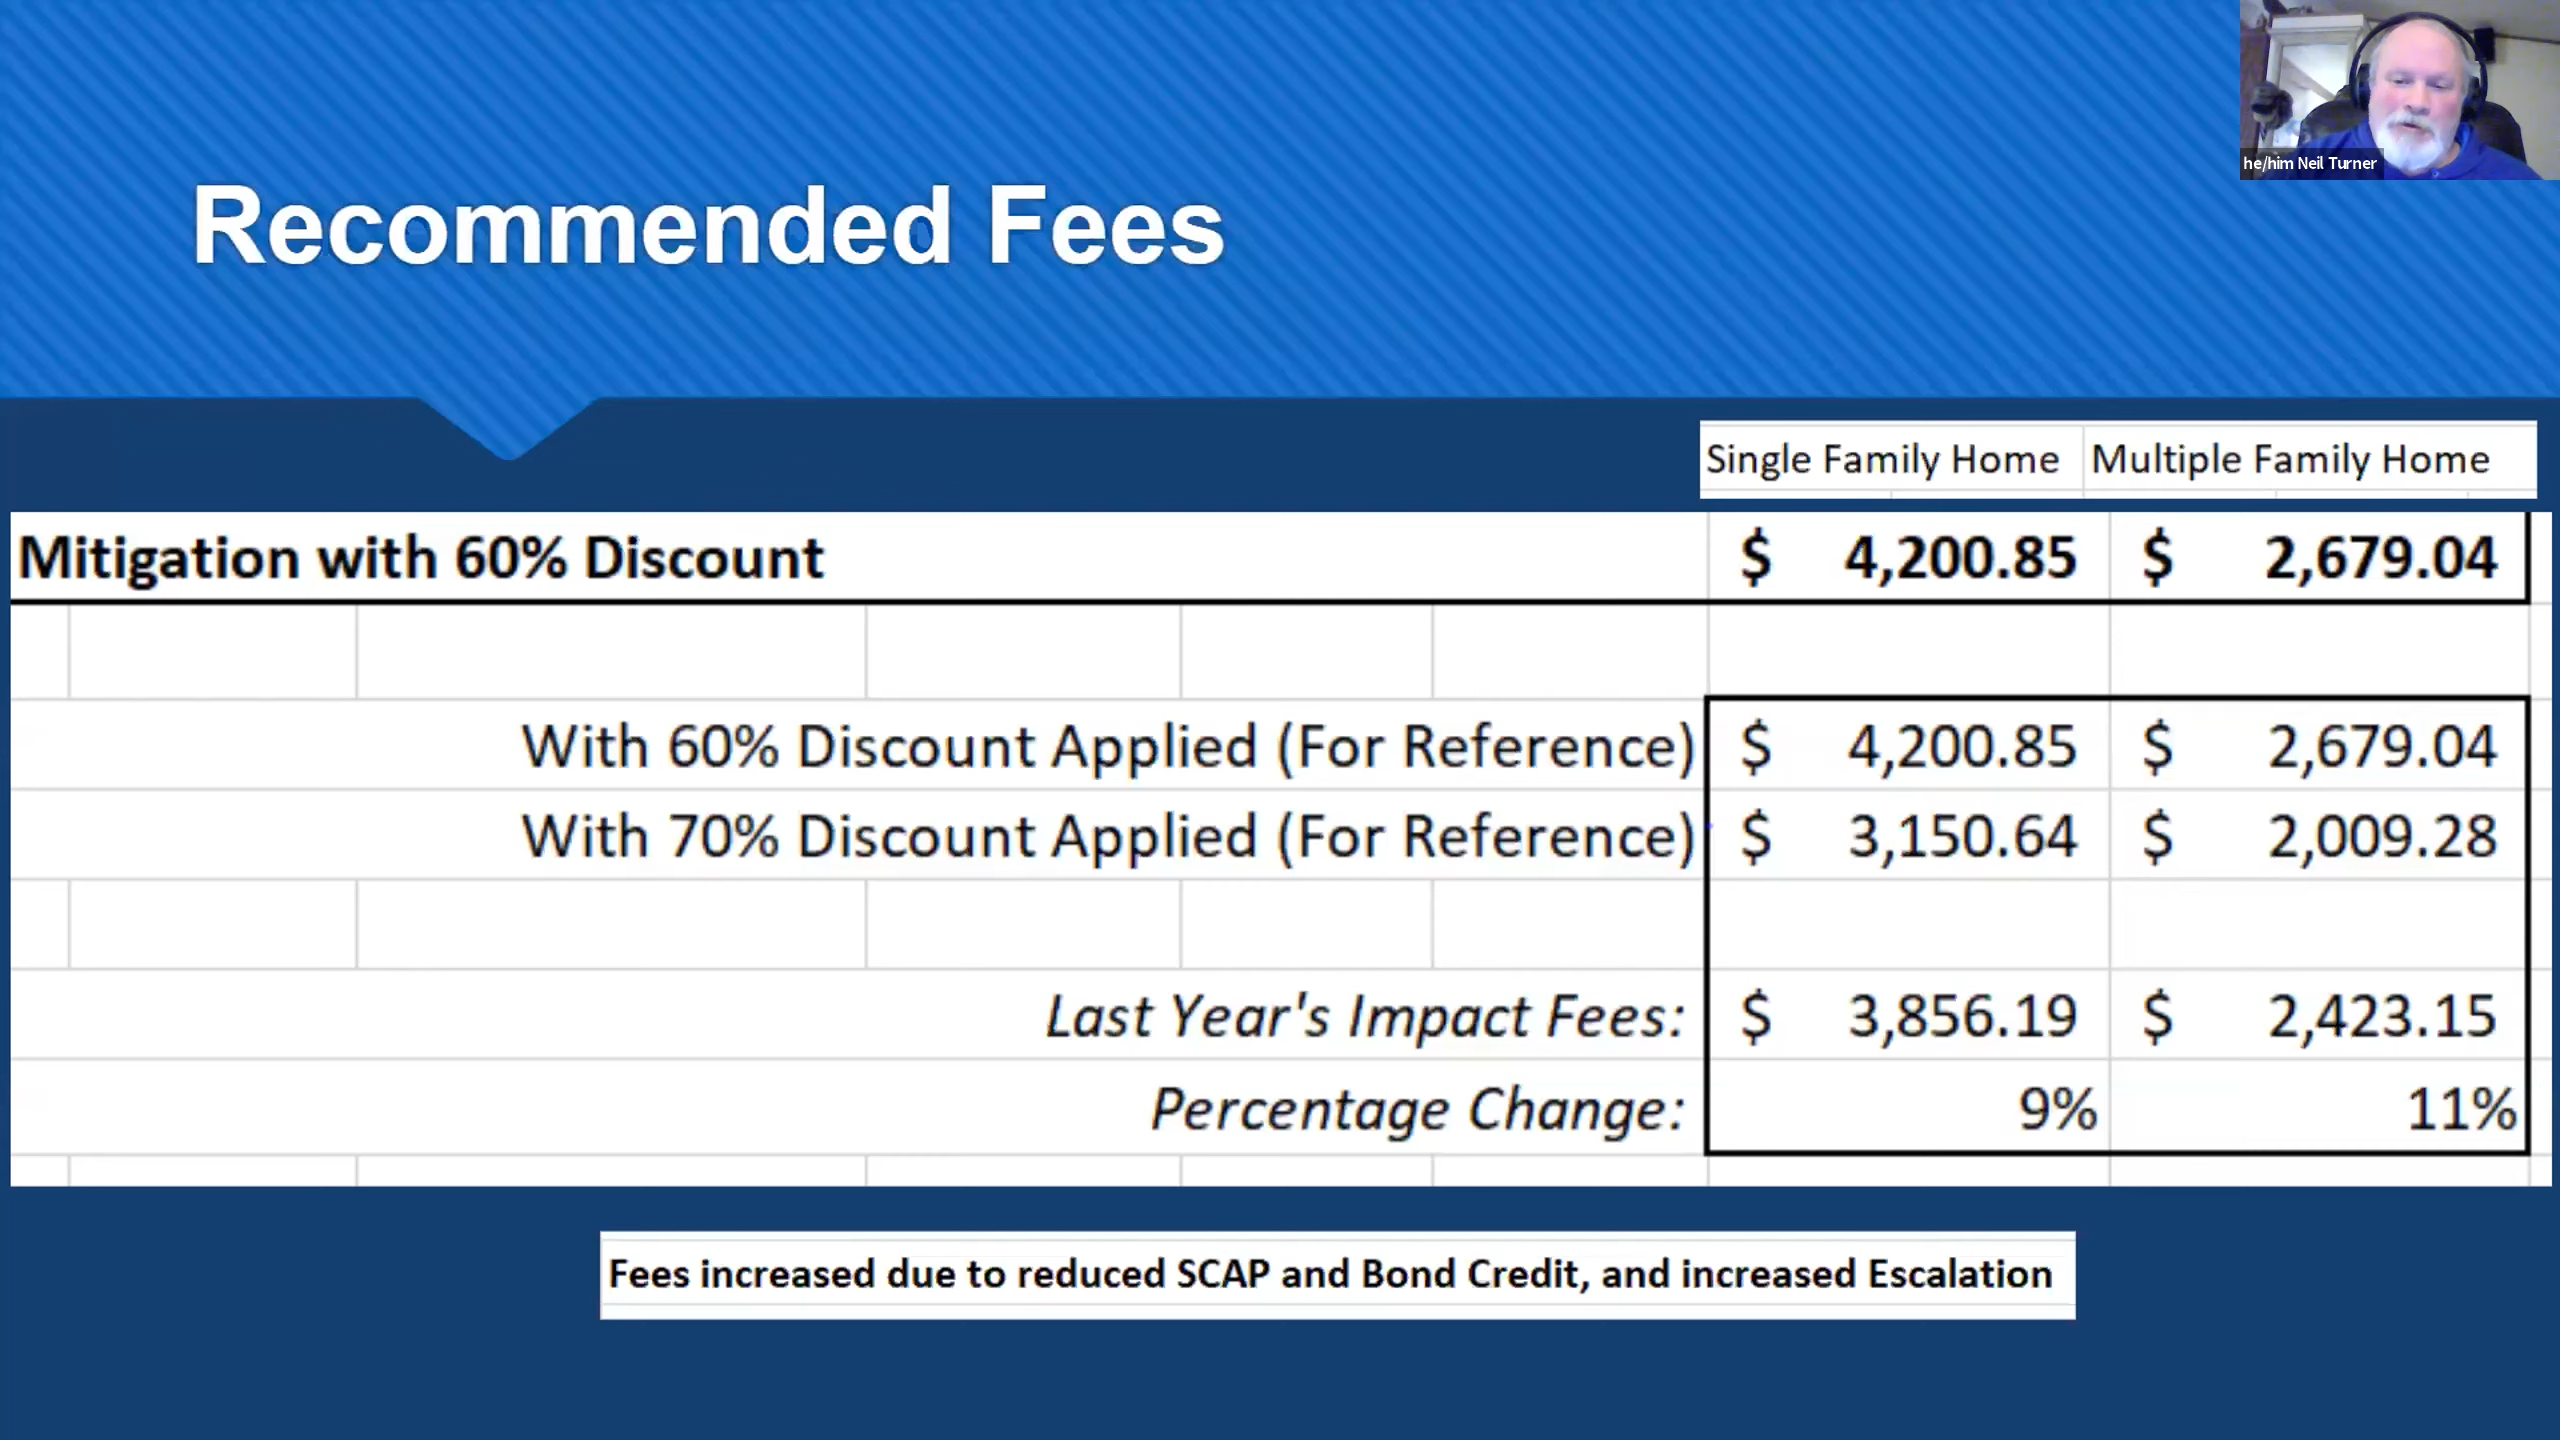 he/him Neil Turner
Recommended Fees
Single Family Home Multiple Family Home
Mitigation with 60% Discount $ 4,200.85 $ 2,679.04
With 60% Discount Applied (For Reference) $ 4,200.85 $ 2,679.04
With 70% Discount Applied (For Reference) $ 3,150.64 $ 2,009.28
Last Year's Impact Fees: $ 3,856.19 $ 2,423.15
Percentage Change: 9% 11%
Fees increased due to reduced SCAP and Bond Credit, and increased Escalation